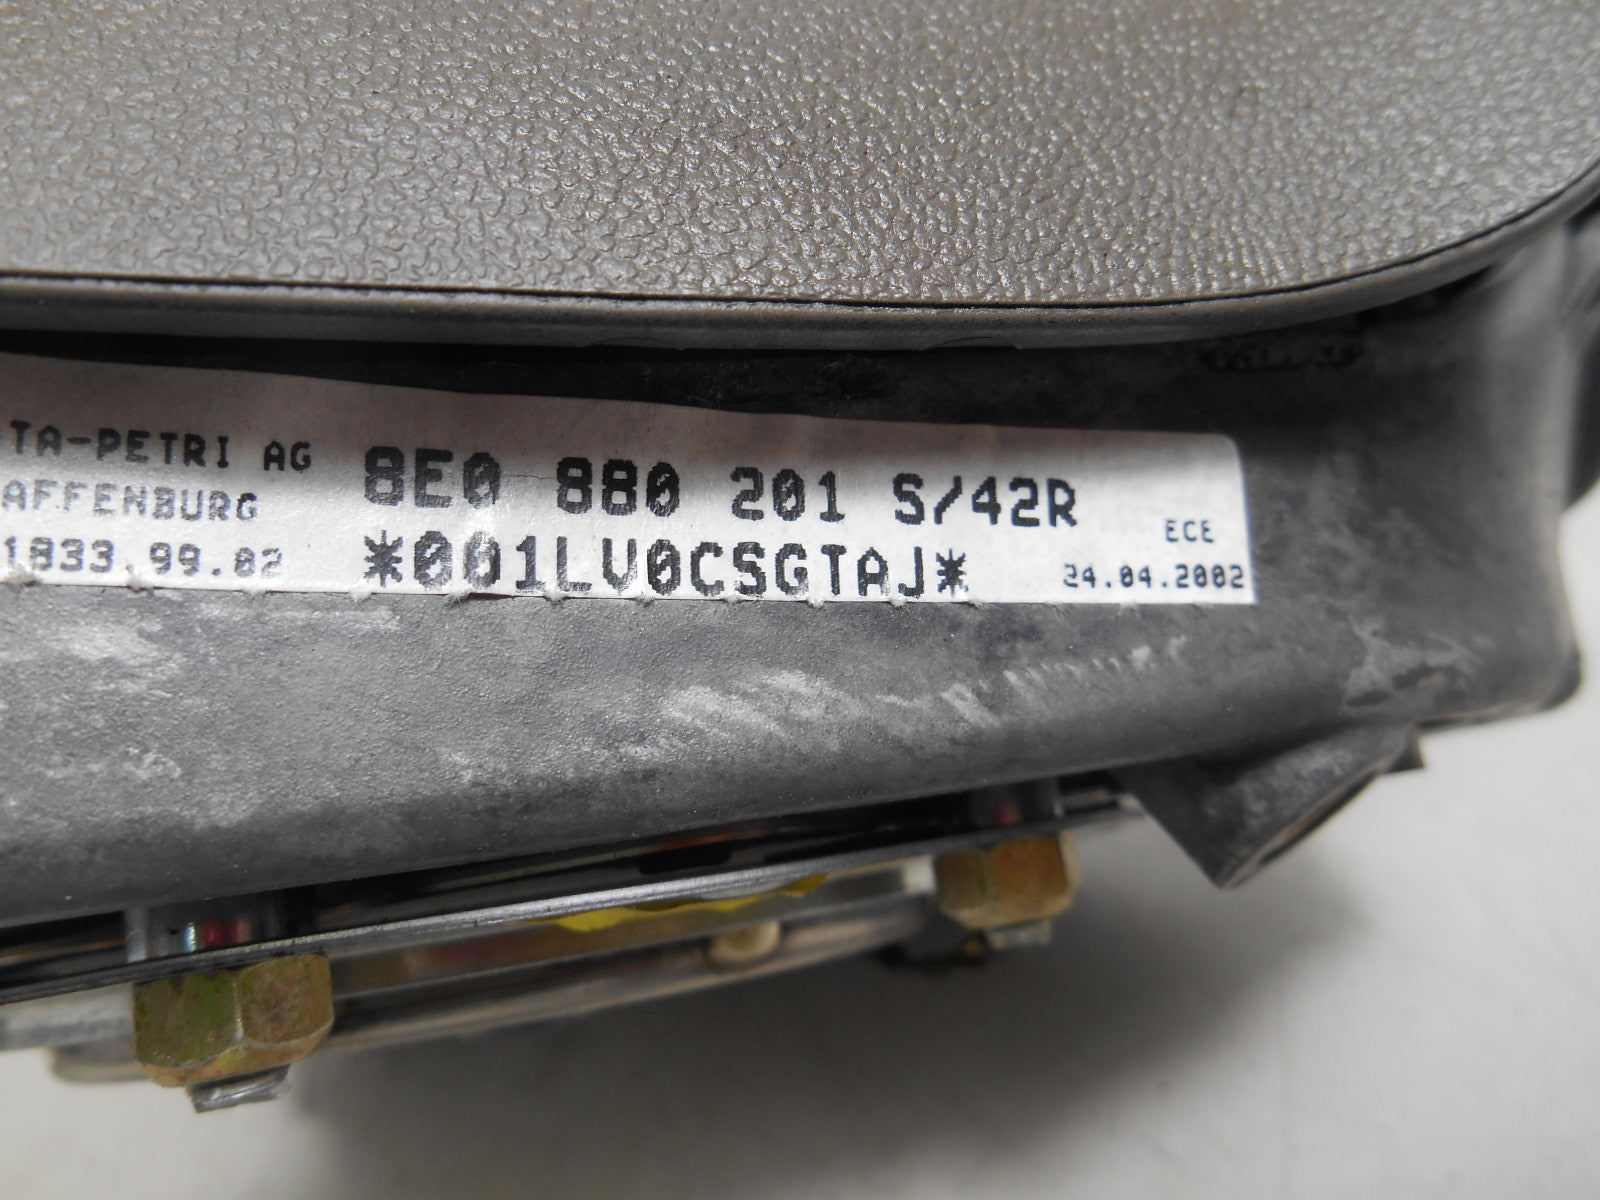 TA-PETRI AG
AFFENBURG
1833.99.02
8E0 880 201 S/42R
*001LV0CSGTAJ*
ECE
24.04.2002